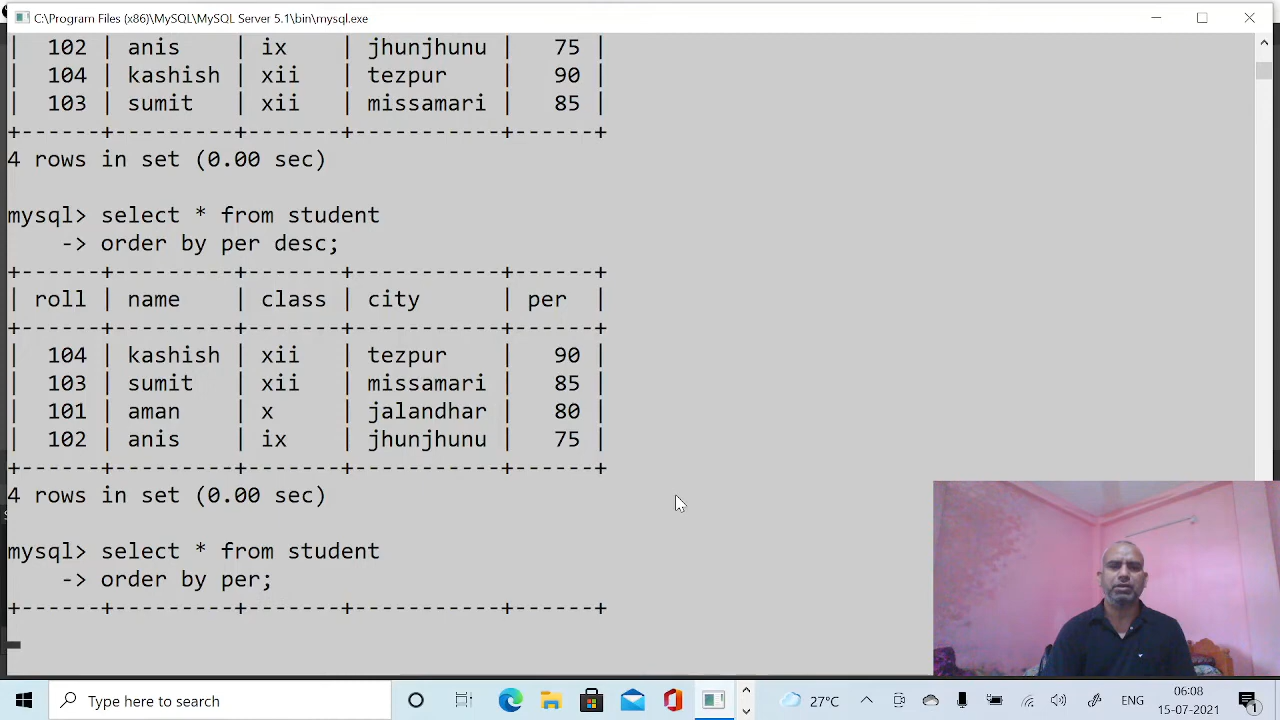 C:\Program Files (x86)\MySQL\MySQL Server 5.1\bin\mysql.exe
| 102 | anis | ix | jhunjhunu | 75 |
| 104 | kashish | xii | tezpur | 90 |
| 103 | sumit | xii | missamari | 85 |
+------+---------+-------+-----------+------+
4 rows in set (0.00 sec)
mysql> select * from student
-> order by per desc;
+------+---------+-------+-----------+------+
| roll | name | class | city | per |
+------+---------+-------+-----------+------+
| 104 | kashish | xii | tezpur | 90 |
| 103 | sumit | xii | missamari | 85 |
| 101 | aman | x | jalandhar | 80 |
| 102 | anis | ix | jhunjhunu | 75 |
+------+---------+-------+-----------+------+
4 rows in set (0.00 sec)
mysql> select * from student
-> order by per;
+------+---------+-------+-----------+------+
Type here to search
27°C
ENG
06:08
15-07-2021
1